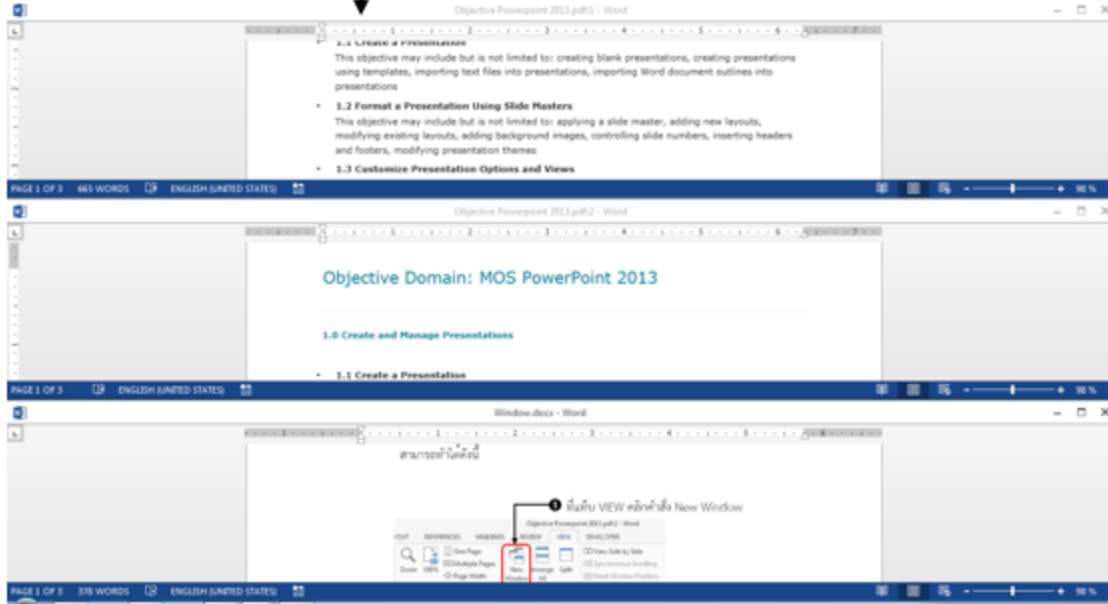 Objective Powerpoint 2013.pdf:1 - Word
1.1 Create a Presentation
This objective may include but is not limited to: creating blank presentations, creating presentations
using templates, importing text files into presentations, importing Word document outlines into
presentations
• 1.2 Format a Presentation Using Slide Masters
This objective may include but is not limited to: applying a slide master, adding new layouts,
modifying existing layouts, adding background images, controlling slide numbers, inserting headers
and footers, modifying presentation themes
• 1.3 Customize Presentation Options and Views
PAGE 1 OF 3 665 WORDS ENGLISH (UNITED STATES) 98%
Objective Powerpoint 2013.pdf:2 - Word
Objective Domain: MOS PowerPoint 2013
1.0 Create and Manage Presentations
• 1.1 Create a Presentation
PAGE 1 OF 3 ENGLISH (UNITED STATES) 98%
Window.docx - Word
สามารถทำได้ดังนี้
❶ ที่แท็บ VIEW คลิกคำสั่ง New Window
Objective Powerpoint 2013.pdf:2 - Word
REFERENCES MAILINGS REVIEW VIEW DEVELOPER
One Page View Side by Side
Zoom 100% Multiple Pages New Window Arrange All Split Synchronous Scrolling
Page Width Reset Window Position
PAGE 1 OF 3 378 WORDS ENGLISH (UNITED STATES) 98%